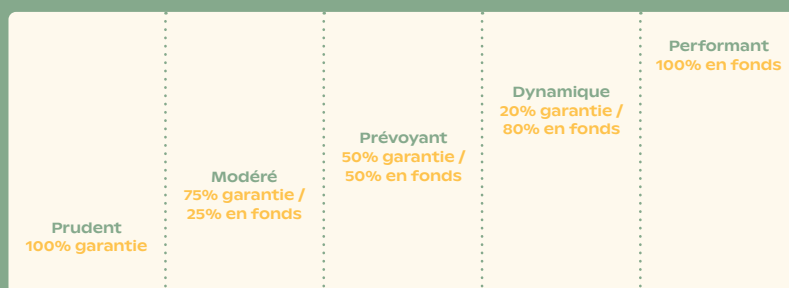 Prudent
100% garantie
Modéré
75% garantie /
25% en fonds
Prévoyant
50% garantie /
50% en fonds
Dynamique
20% garantie /
80% en fonds
Performant
100% en fonds